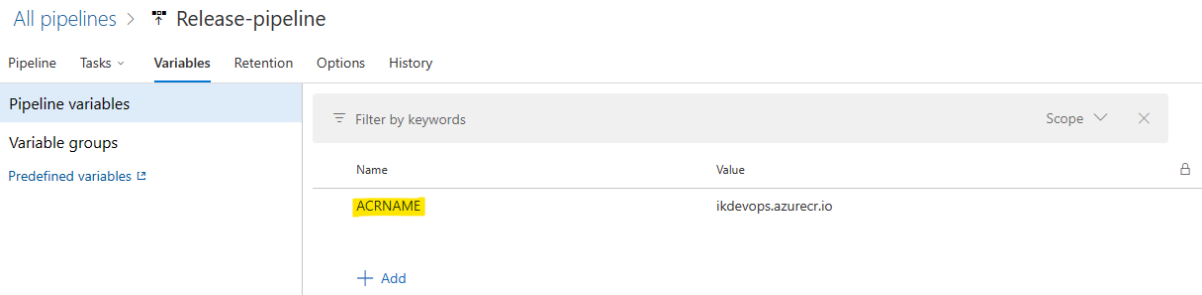 All pipelines > Release-pipeline
Pipeline Tasks Variables Retention Options History
Pipeline variables
Variable groups
Predefined variables
Filter by keywords Scope
Name Value
ACRNAME ikdevops.azurecr.io
+ Add